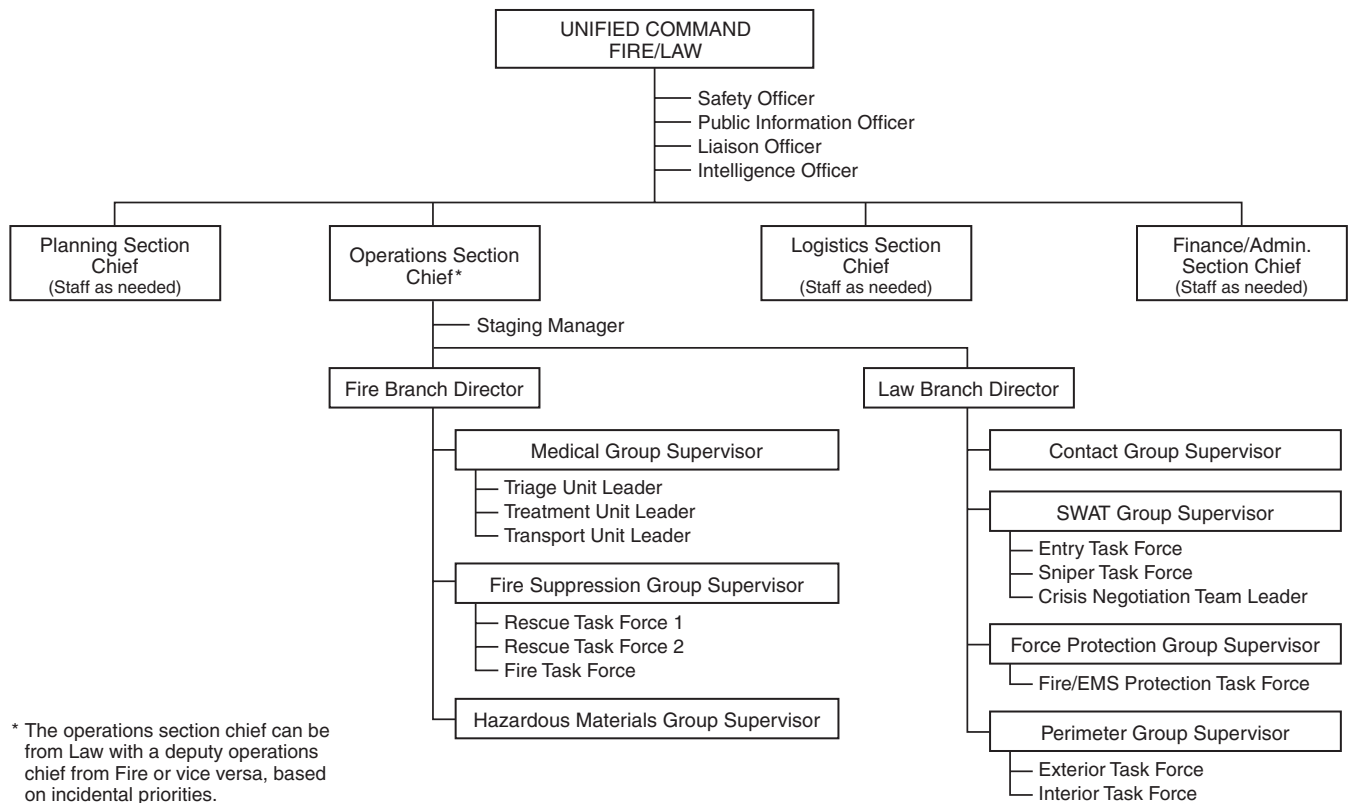 UNIFIED COMMAND
FIRE/LAW
Safety Officer
Public Information Officer
Liaison Officer
Intelligence Officer
Planning Section
Chief
(Staff as needed)
Operations Section
Chief*
Logistics Section
Chief
(Staff as needed)
Finance/Admin.
Section Chief
(Staff as needed)
Staging Manager
Fire Branch Director
Medical Group Supervisor
Triage Unit Leader
Treatment Unit Leader
Transport Unit Leader
Fire Suppression Group Supervisor
Rescue Task Force 1
Rescue Task Force 2
Fire Task Force
Hazardous Materials Group Supervisor
Law Branch Director
Contact Group Supervisor
SWAT Group Supervisor
Entry Task Force
Sniper Task Force
Crisis Negotiation Team Leader
Force Protection Group Supervisor
Fire/EMS Protection Task Force
Perimeter Group Supervisor
Exterior Task Force
Interior Task Force
* The operations section chief can be
from Law with a deputy operations
chief from Fire or vice versa, based
on incidental priorities.